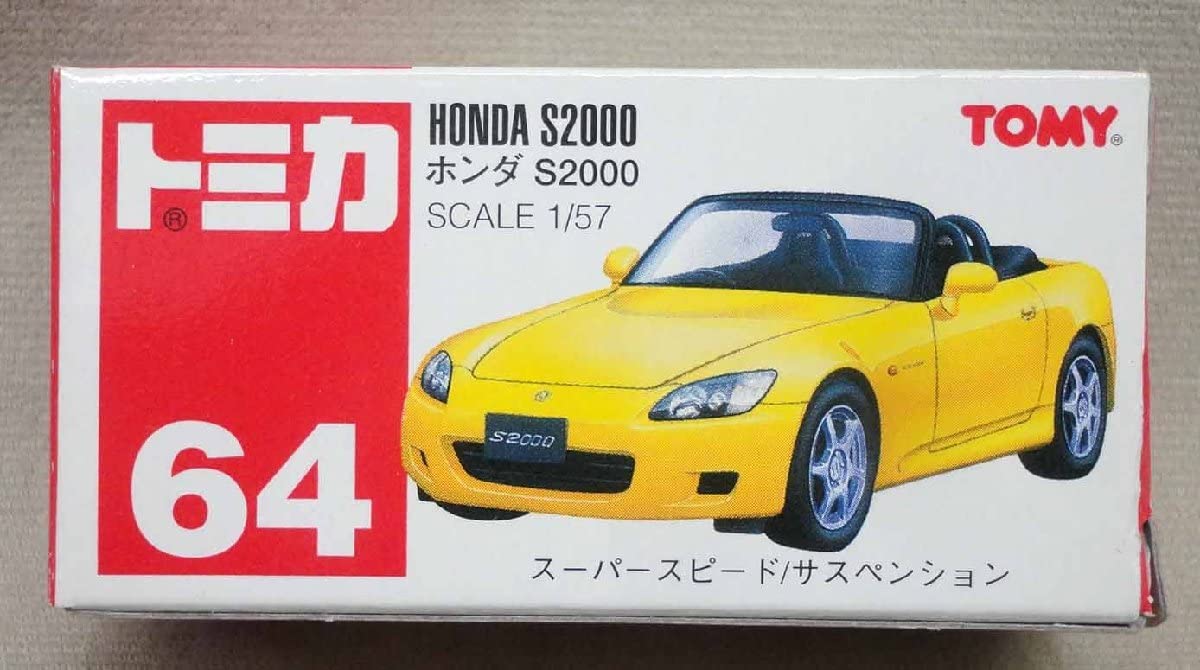 トミカ®
64
HONDA S2000
ホンダ S2000
SCALE 1/57
TOMY®
S2000
スーパースピード/サスペンション